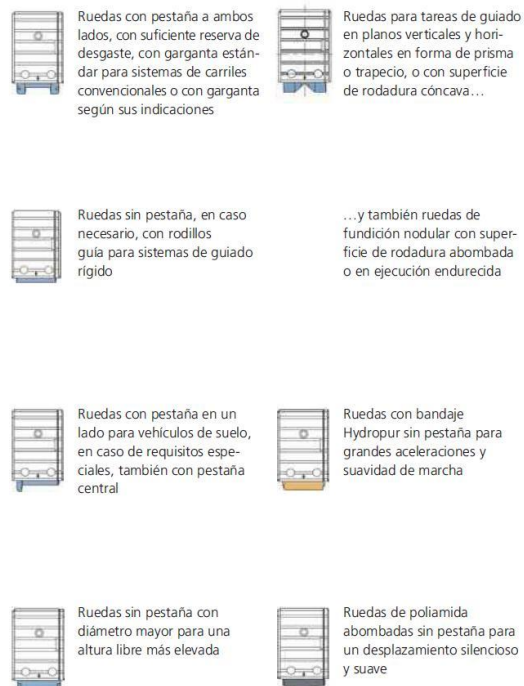 Ruedas con pestaña a ambos
lados, con suficiente reserva de
desgaste, con garganta están-
dar para sistemas de carriles
convencionales o con garganta
según sus indicaciones
Ruedas para tareas de guiado
en planos verticales y hori-
zontales en forma de prisma
o trapecio, o con superficie
de rodadura cóncava...
Ruedas sin pestaña, en caso
necesario, con rodillos
guía para sistemas de guiado
rígido
...y también ruedas de
fundición nodular con super-
ficie de rodadura abombada
o en ejecución endurecida
Ruedas con pestaña en un
lado para vehículos de suelo,
en caso de requisitos espe-
ciales, también con pestaña
central
Ruedas con bandaje
Hydropur sin pestaña para
grandes aceleraciones y
suavidad de marcha
Ruedas sin pestaña con
diámetro mayor para una
altura libre más elevada
Ruedas de poliamida
abombadas sin pestaña para
un desplazamiento silencioso
y suave